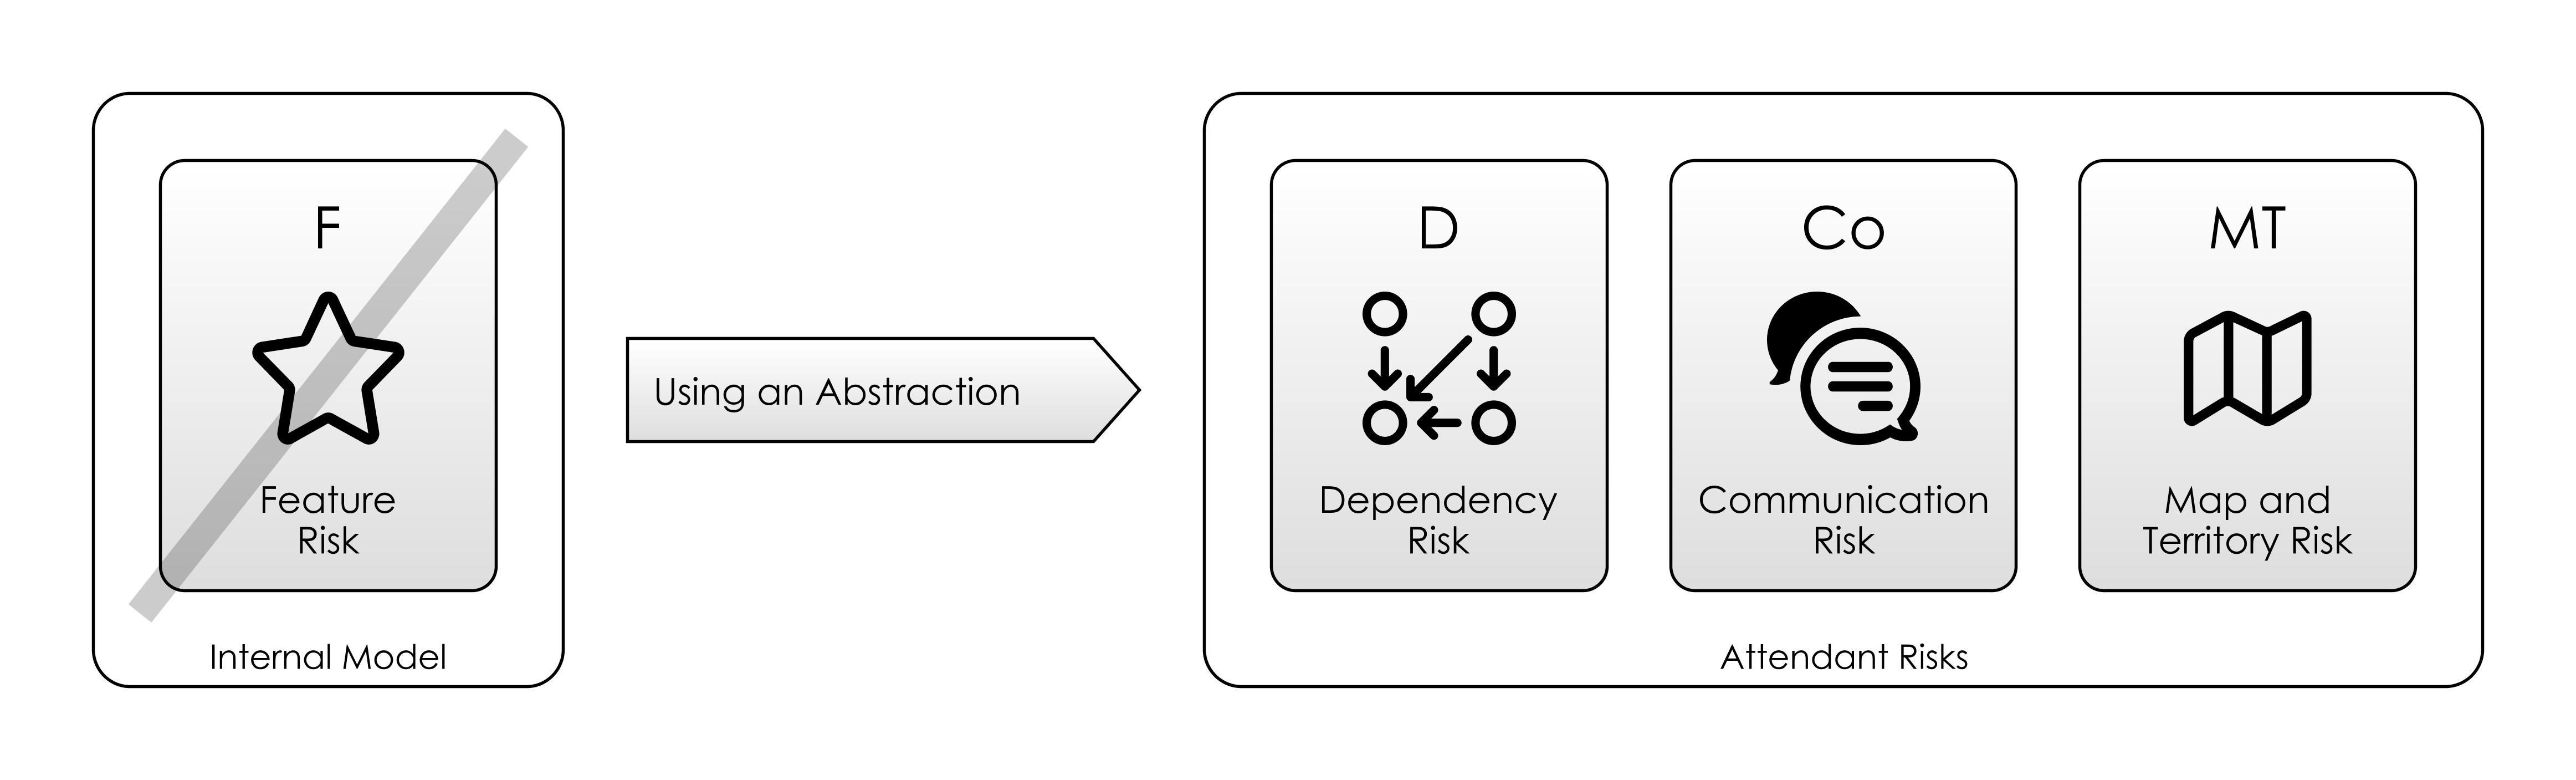 F
Feature
Risk
Internal Model
Using an Abstraction
D
Dependency
Risk
Co
Communication
Risk
MT
Map and
Territory Risk
Attendant Risks